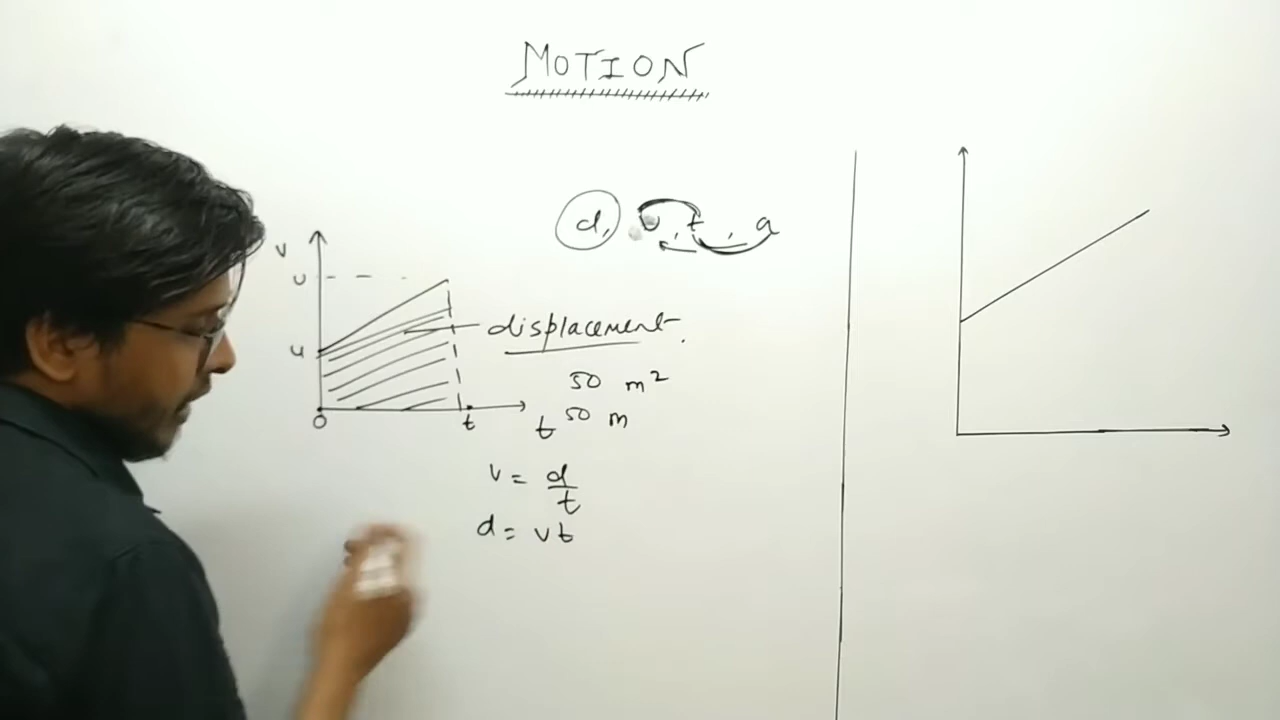 MOTION
d, v, t, a
v
u
u
displacement.
50 m²
50 m
0
t
t
v = d/t
d = vt